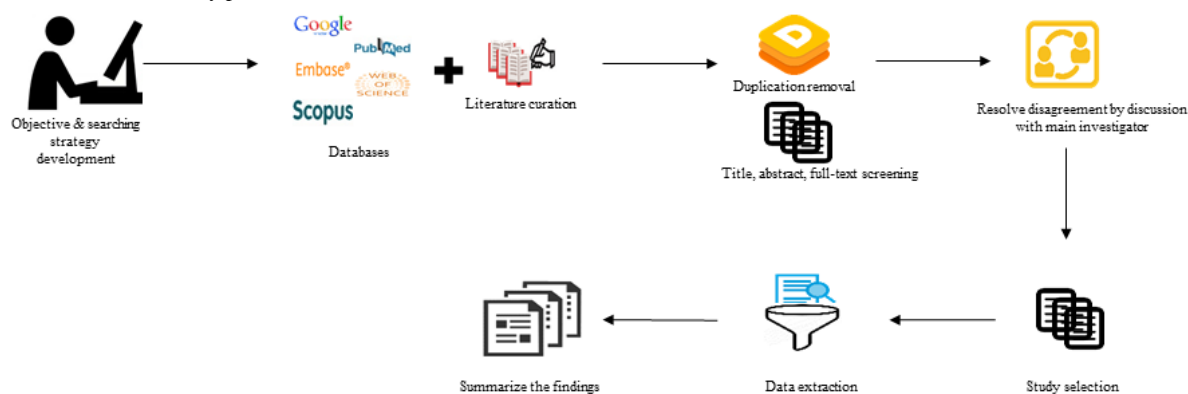 Google
PubMed
Embase®
WEB
OF
SCIENCE
Scopus
Objective & searching
strategy
development
Databases
Literature curation
Duplication removal
Title, abstract, full-text screening
Resolve disagreement by discussion
with main investigator
Summarize the findings
Data extraction
Study selection